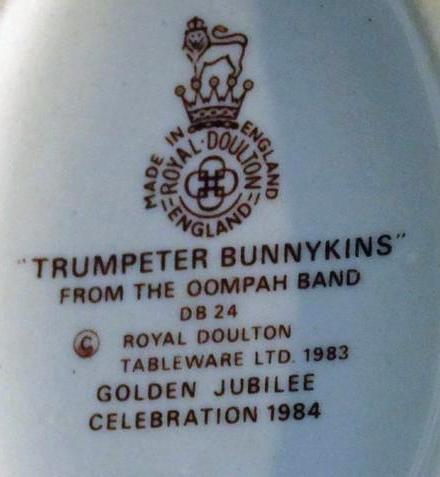 MADE IN ENGLAND
ROYAL DOULTON
ENGLAND
"TRUMPETER BUNNYKINS"
FROM THE OOMPAH BAND
DB 24
© ROYAL DOULTON
TABLEWARE LTD. 1983
GOLDEN JUBILEE
CELEBRATION 1984